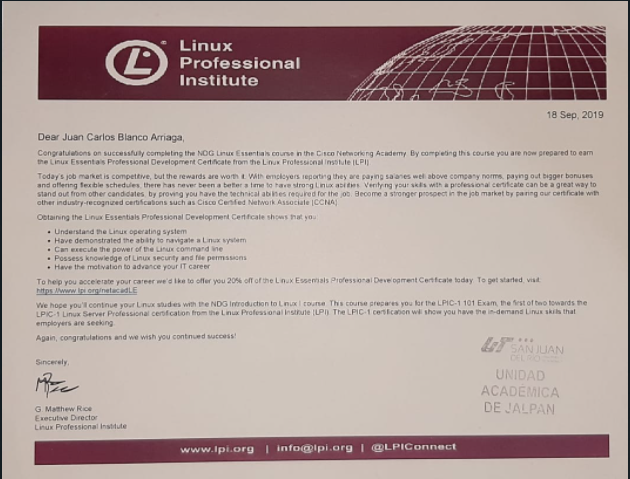 Linux
Professional
Institute
18 Sep, 2019
Dear Juan Carlos Blanco Arriaga,
Congratulations on successfully completing the NDG Linux Essentials course in the Cisco Networking Academy. By completing this course you are now prepared to earn
the Linux Essentials Professional Development Certificate from the Linux Professional Institute (LPI)
Today's job market is competitive, but the rewards are worth it. With employers reporting they are paying salaries well above company norms, paying out bigger bonuses
and offering flexible schedules, there has never been a better a time to have strong Linux abilities. Verifying your skills with a professional certificate can be a great way to
stand out from other candidates, by proving you have the technical abilities required for the job. Become a stronger prospect in the job market by pairing our certificate with
other industry-recognized certifications such as Cisco Certified Network Associate (CCNA)
Obtaining the Linux Essentials Professional Development Certificate shows that you
• Understand the Linux operating system
• Have demonstrated the ability to navigate a Linux system
• Can execute the power of the Linux command line
• Possess knowledge of Linux security and file permissions
• Have the motivation to advance your IT career
To help you accelerate your career we'd like to offer you 20% off of the Linux Essentials Professional Development Certificate today. To get started, visit:
https://www.lpi.org/netacadLE
We hope you'll continue your Linux studies with the NDG Introduction to Linux I course. This course prepares you for the LPIC-1 101 Exam, the first of two towards the
LPIC-1 Linux Server Professional certification from the Linux Professional Institute (LPI). The LPIC-1 certification will show you have the in-demand Linux skills that
employers are seeking.
Again, congratulations and we wish you continued success!
Sincerely,
G. Matthew Rice
Executive Director
Linux Professional Institute
UT SAN JUAN
DEL RÍO
UNIDAD
ACADÉMICA
DE JALPAN
www.lpi.org | info@lpi.org | @LPIConnect